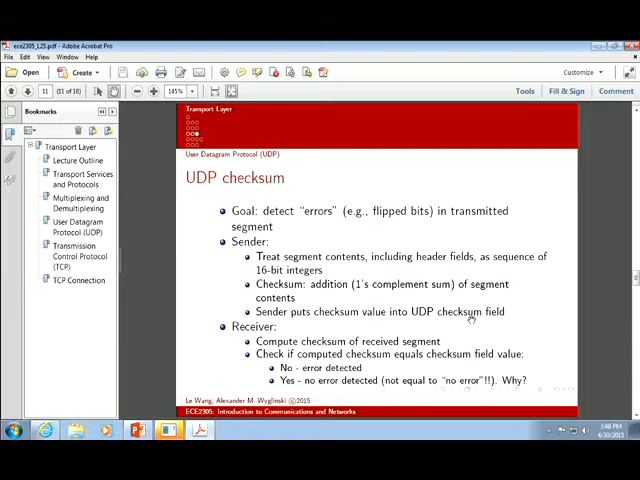 ece2305_L25.pdf - Adobe Acrobat Pro
File Edit View Window Help
Open Create Customize
11 (11 of 18) 145% Tools Fill & Sign Comment
Bookmarks
Transport Layer
Lecture Outline
Transport Services
and Protocols
Multiplexing and
Demultiplexing
User Datagram
Protocol (UDP)
Transmission
Control Protocol
(TCP)
TCP Connection
Transport Layer
User Datagram Protocol (UDP)
UDP checksum
Goal: detect "errors" (e.g., flipped bits) in transmitted
segment
Sender:
Treat segment contents, including header fields, as sequence of
16-bit integers
Checksum: addition (1's complement sum) of segment
contents
Sender puts checksum value into UDP checksum field
Receiver:
Compute checksum of received segment
Check if computed checksum equals checksum field value:
No - error detected
Yes - no error detected (not equal to "no error"!!). Why?
Le Wang, Alexander M. Wyglinski ©2015
ECE2305: Introduction to Communications and Networks
3:48 PM
4/30/2015